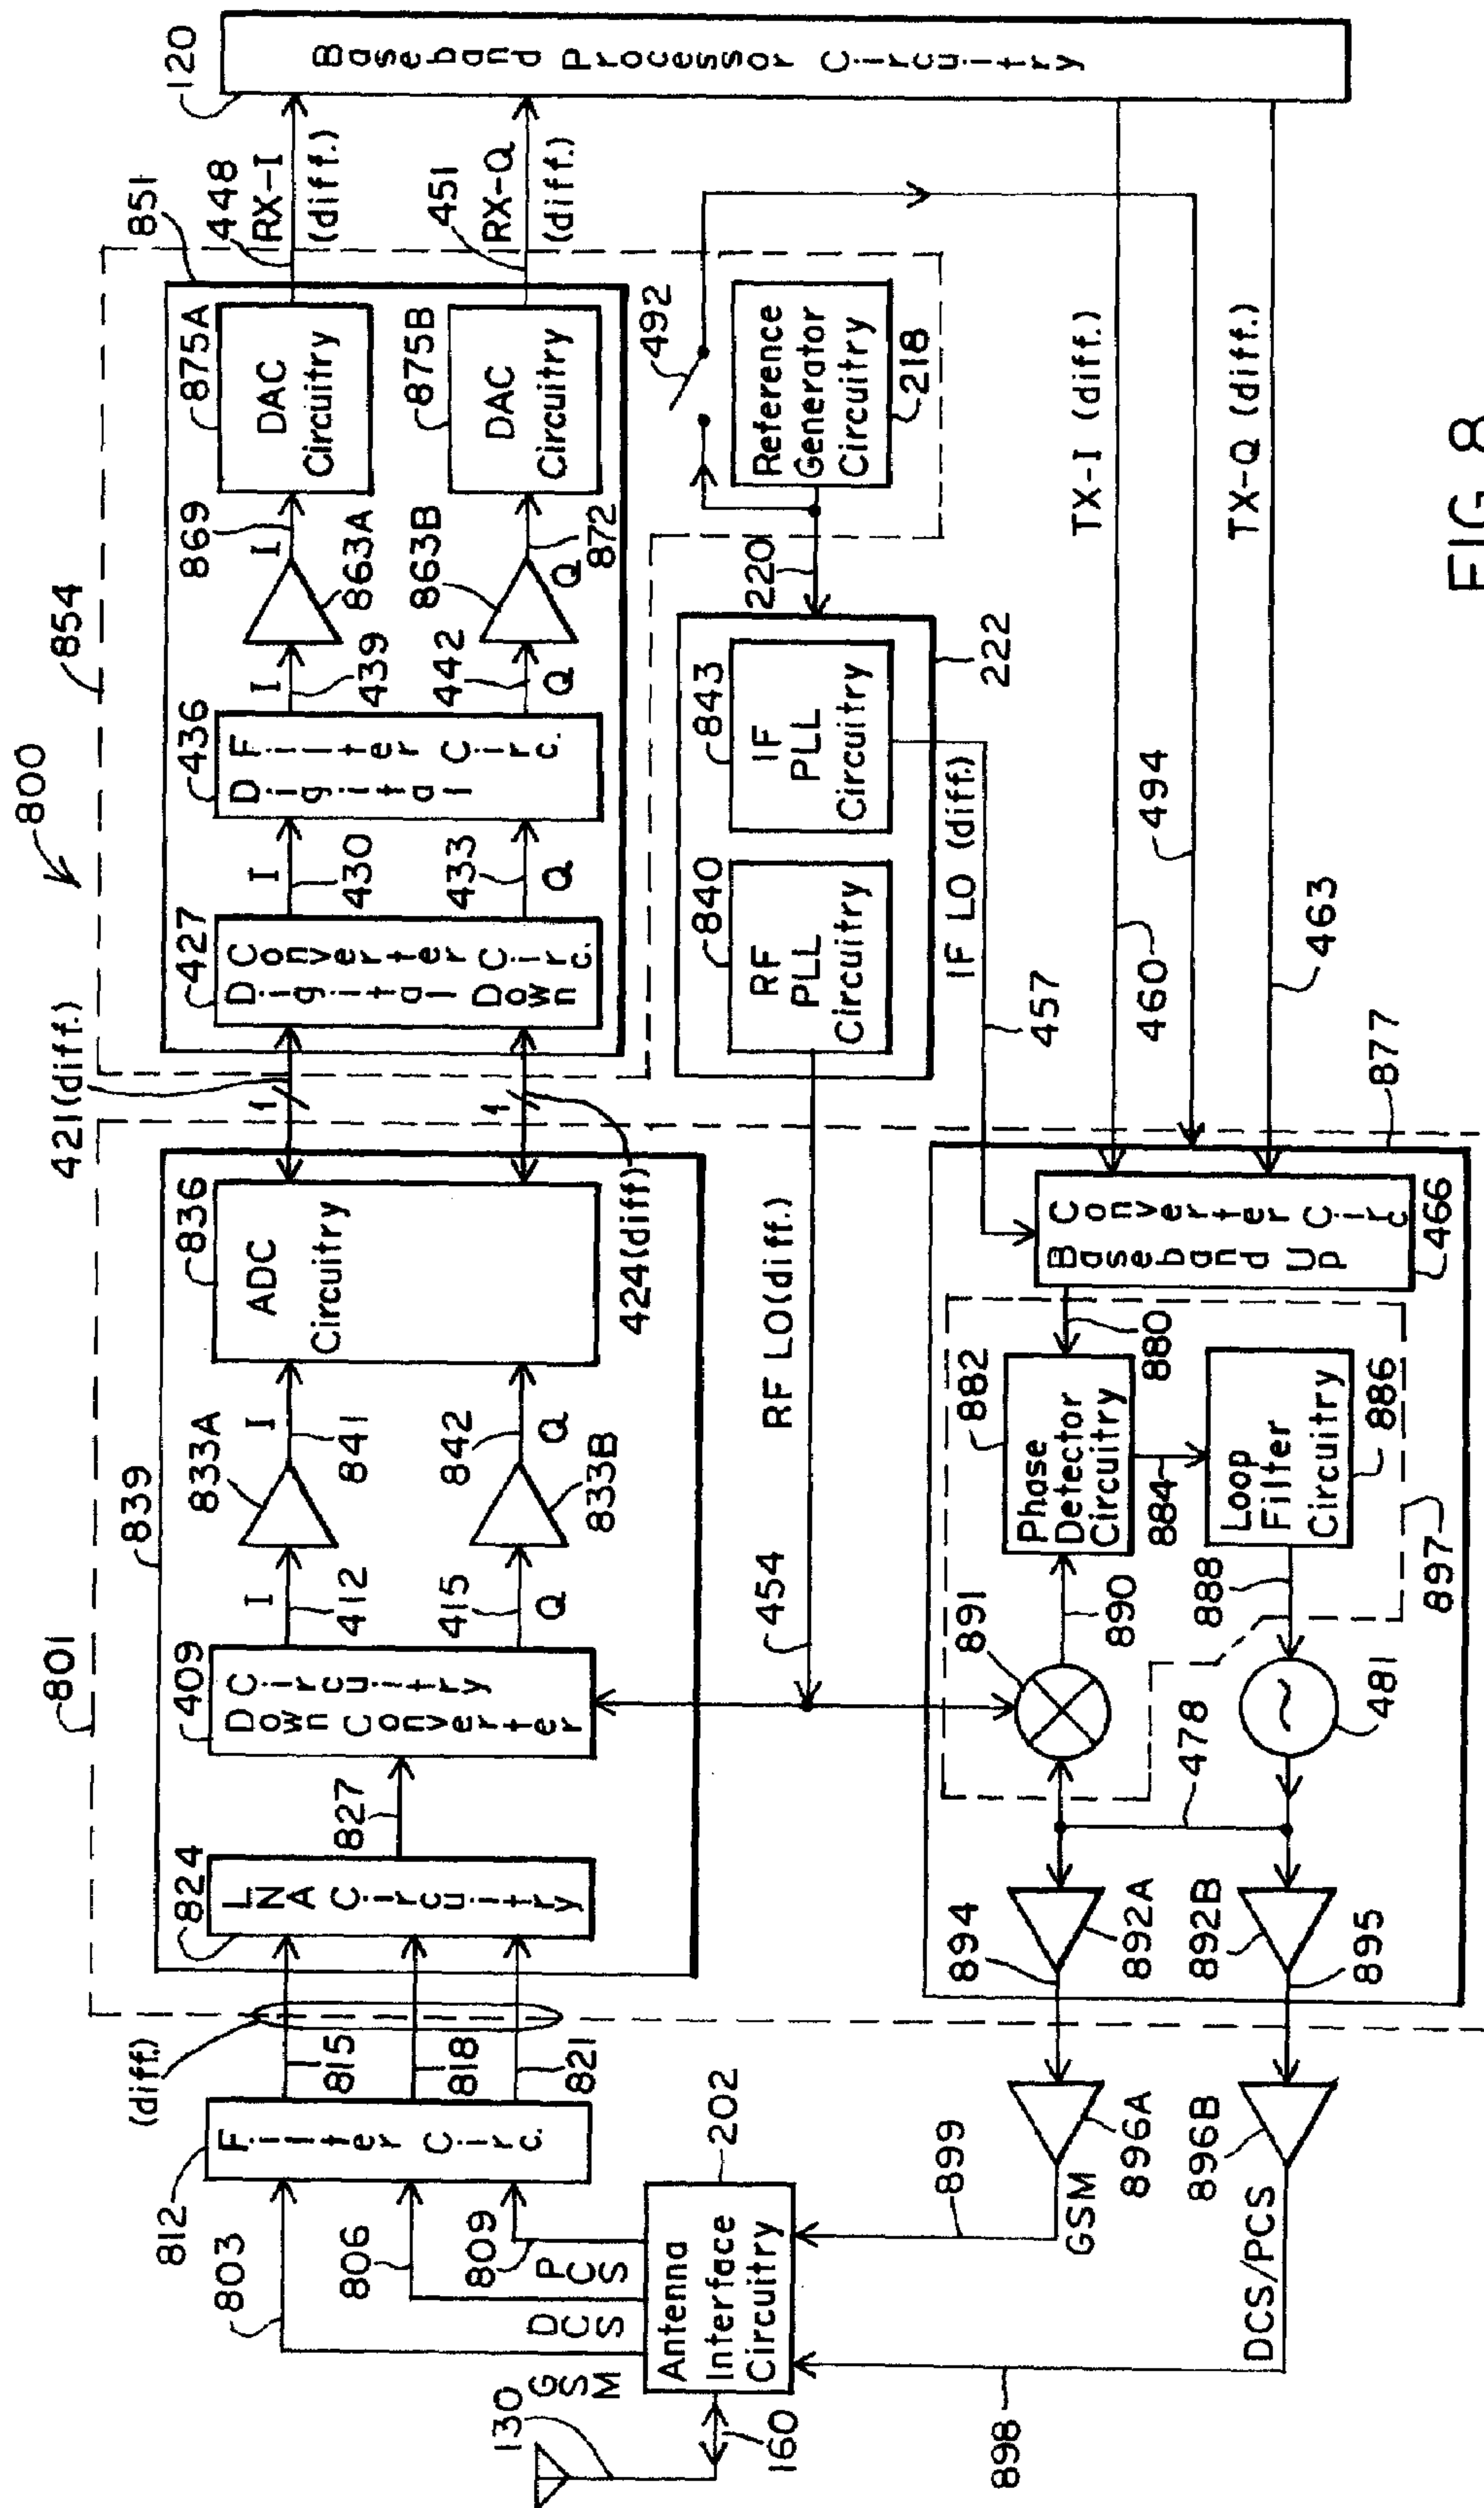 800
801
839
854
851
120
Baseband Processor Circuitry
812
803
806
809
GSM
DCS
PCS
130
160
202
Antenna
Interface
Circuitry
Filter Circ.
(diff.)
815
818
821
824
LNA Circuitry
827
409
Down Converter
Circuitry
I
412
415
Q
833A
833B
I
841
842
Q
836
ADC
Circuitry
421(diff.)
1
1
424(diff)
427
Digital Down
Converter Circ.
I
430
433
Q
436
Digital
Filter Circ.
I
439
442
Q
863A
863B
869
I
Q
872
875A
DAC
Circuitry
875B
DAC
Circuitry
448
RX-I
(diff.)
451
RX-Q
(diff.)
492
Reference
Generator
Circuitry
218
220
222
840
RF
PLL
Circuitry
843
IF
PLL
Circuitry
RF LO(diff.)
454
IF LO (diff.)
457
TX-I (diff.)
460
494
TX-Q (diff.)
463
877
Baseband Up
Converter Circ
466
880
882
Phase
Detector
Circuitry
884
Loop
Filter
Circuitry
886
888
890
891
897
481
478
892A
892B
894
895
896A
896B
GSM
899
DCS/PCS
898
FIG. 8